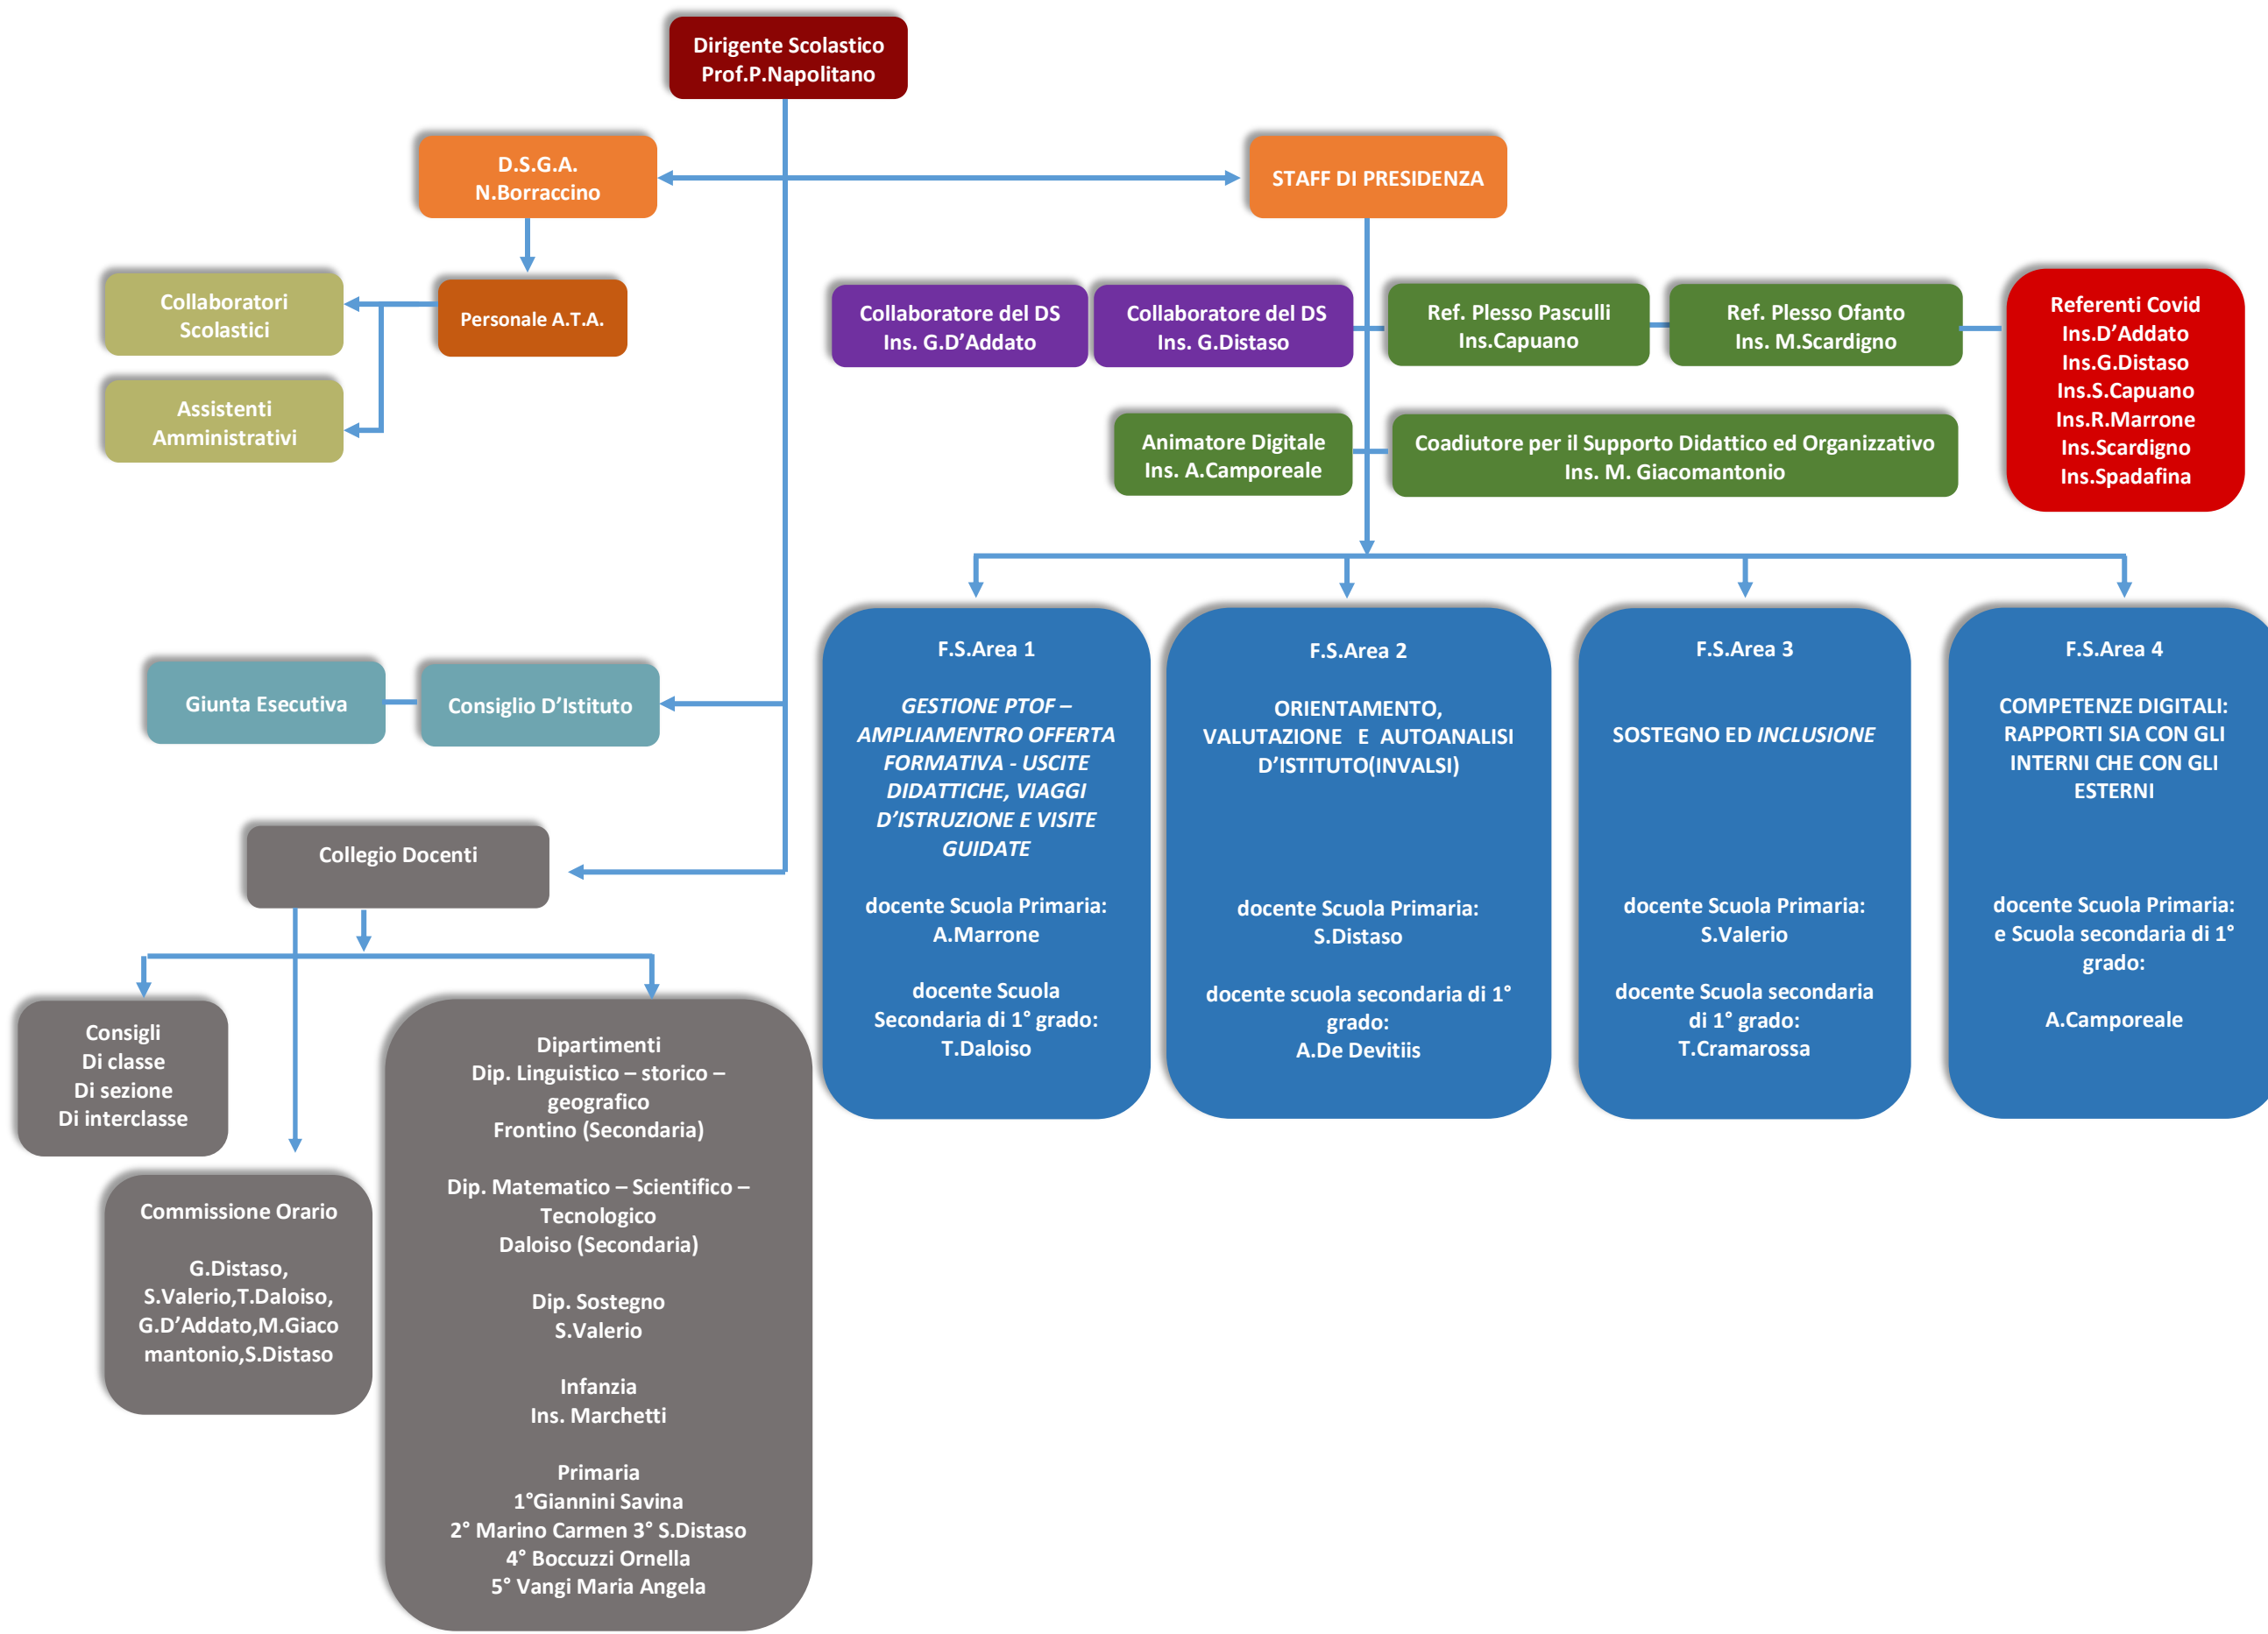 Dirigente Scolastico
Prof.P.Napolitano
D.S.G.A.
N.Borraccino
STAFF DI PRESIDENZA
Collaboratori
Scolastici
Personale A.T.A.
Assistenti
Amministrativi
Collaboratore del DS
Ins. G.D’Addato
Collaboratore del DS
Ins. G.Distaso
Ref. Plesso Pasculli
Ins.Capuano
Ref. Plesso Ofanto
Ins. M.Scardigno
Referenti Covid
Ins.D’Addato
Ins.G.Distaso
Ins.S.Capuano
Ins.R.Marrone
Ins.Scardigno
Ins.Spadafina
Animatore Digitale
Ins. A.Camporeale
Coadiutore per il Supporto Didattico ed Organizzativo
Ins. M. Giacomantonio
Giunta Esecutiva
Consiglio D’Istituto
F.S.Area 1
GESTIONE PTOF –
AMPLIAMENTRO OFFERTA
FORMATIVA - USCITE
DIDATTICHE, VIAGGI
D’ISTRUZIONE E VISITE
GUIDATE
docente Scuola Primaria:
A.Marrone
docente Scuola
Secondaria di 1° grado:
T.Daloiso
F.S.Area 2
ORIENTAMENTO,
VALUTAZIONE E AUTOANALISI
D’ISTITUTO(INVALSI)
docente Scuola Primaria:
S.Distaso
docente scuola secondaria di 1°
grado:
A.De Devitiis
F.S.Area 3
SOSTEGNO ED INCLUSIONE
docente Scuola Primaria:
S.Valerio
docente Scuola secondaria
di 1° grado:
T.Cramarossa
F.S.Area 4
COMPETENZE DIGITALI:
RAPPORTI SIA CON GLI
INTERNI CHE CON GLI
ESTERNI
docente Scuola Primaria:
e Scuola secondaria di 1°
grado:
A.Camporeale
Collegio Docenti
Consigli
Di classe
Di sezione
Di interclasse
Commissione Orario
G.Distaso,
S.Valerio,T.Daloiso,
G.D’Addato,M.Giaco
mantonio,S.Distaso
Dipartimenti
Dip. Linguistico – storico –
geografico
Frontino (Secondaria)
Dip. Matematico – Scientifico –
Tecnologico
Daloiso (Secondaria)
Dip. Sostegno
S.Valerio
Infanzia
Ins. Marchetti
Primaria
1°Giannini Savina
2° Marino Carmen 3° S.Distaso
4° Boccuzzi Ornella
5° Vangi Maria Angela